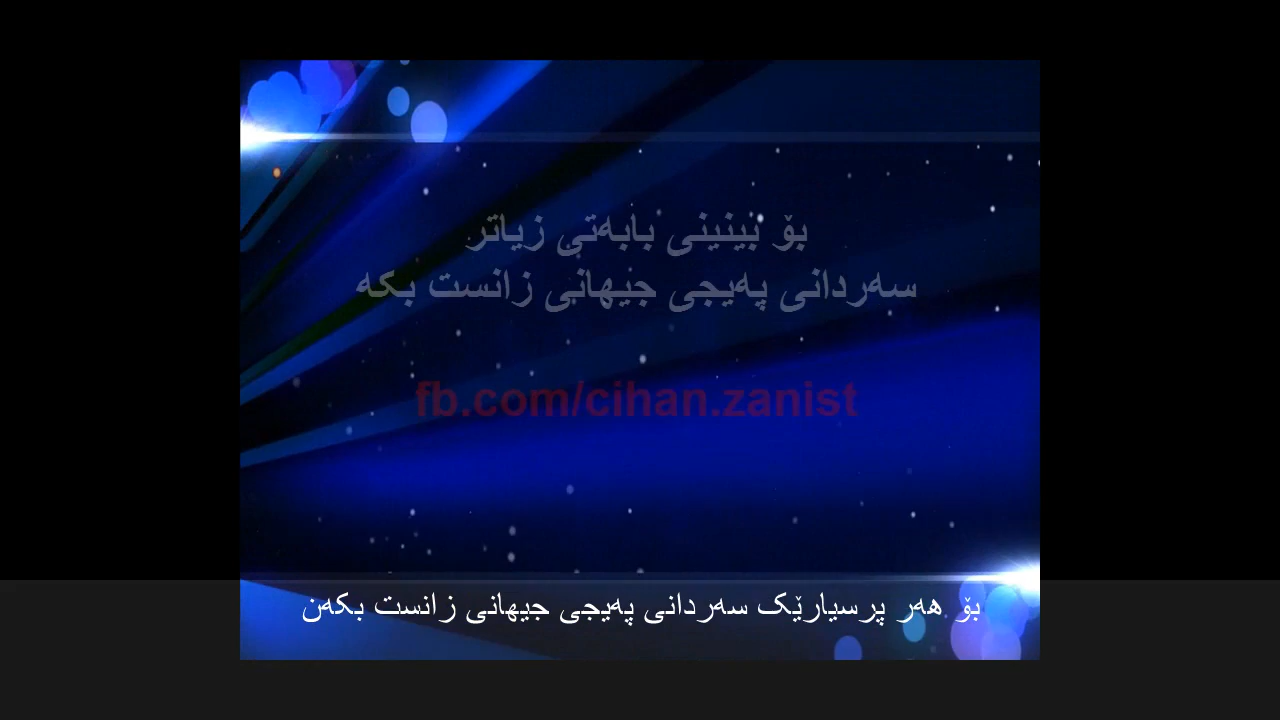 بۆ بینینی بابەتی زیاتر
سەردانی پەیجی جیهانی زانست بکە
fb.com/cihan.zanist
بۆ هەر پرسیارێک سەردانی پەیجی جیهانی زانست بکەن